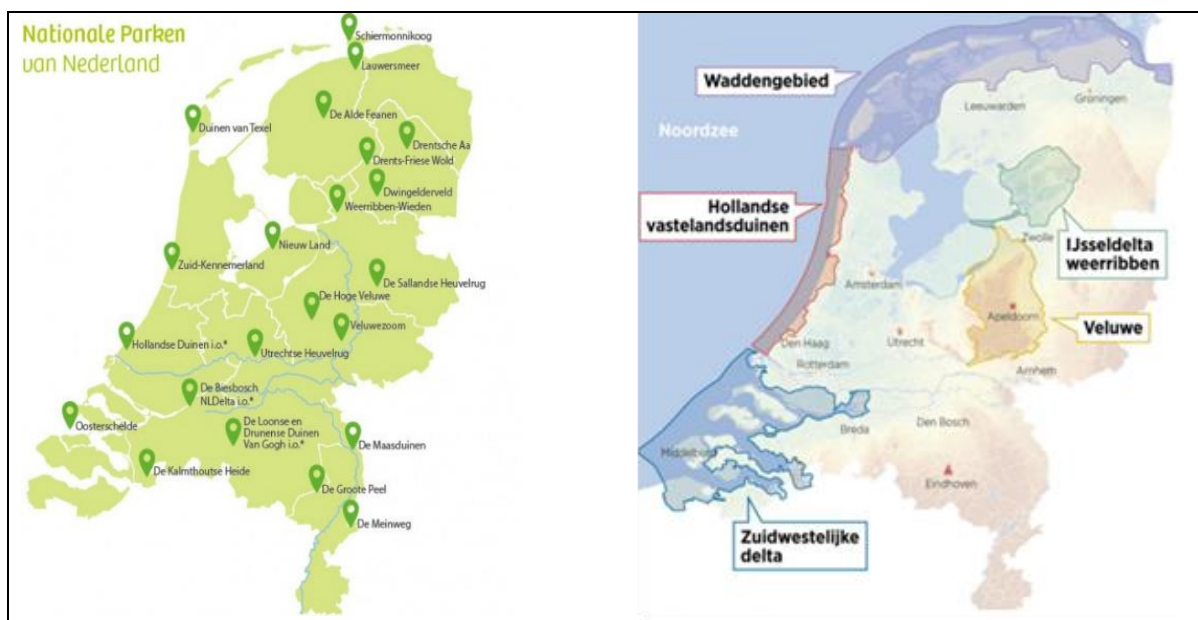 Nationale Parken
van Nederland
Schiermonnikoog
Lauwersmeer
De Alde Feanen
Duinen van Texel
Drentsche Aa
Drents-Friese Wold
Dwingelderveld
Weerribben-Wieden
Nieuw Land
Zuid-Kennemerland
De Sallandse Heuvelrug
De Hoge Veluwe
Veluwezoom
Hollandse Duinen i.o.*
Utrechtse Heuvelrug
De Biesbosch
NLDelta i.o.*
Oosterschelde
De Loonse en
Drunense Duinen
Van Gogh i.o.*
De Maasduinen
De Kalmthoutse Heide
De Groote Peel
De Meinweg
Waddengebied
Leeuwarden
Groningen
Noordzee
Hollandse
vastelandsduinen
Zwolle
IJsseldelta
weerribben
Amsterdam
Apeldoorn
Veluwe
Den Haag
Utrecht
Rotterdam
Arnhem
Breda
Den Bosch
Middelburg
Eindhoven
Zuidwestelijke
delta